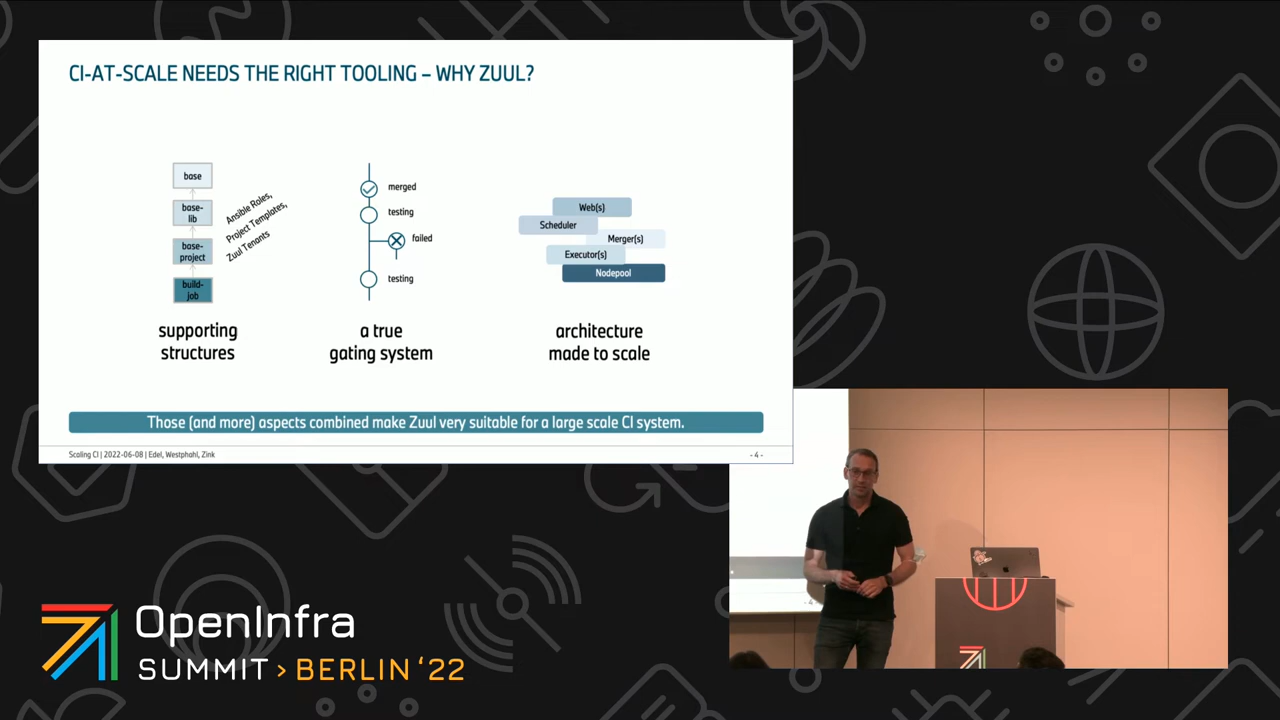 CI-AT-SCALE NEEDS THE RIGHT TOOLING – WHY ZUUL?
base
base-
lib
base-
project
build-
job
Ansible Roles,
Project Templates,
Zuul Tenants
supporting
structures
merged
testing
failed
testing
a true
gating system
Web(s)
Scheduler
Merger(s)
Executor(s)
Nodepool
architecture
made to scale
Those (and more) aspects combined make Zuul very suitable for a large scale CI system.
Scaling CI | 2022-06-08 | Edel, Westphahl, Zink
- 4 -
OpenInfra
SUMMIT > BERLIN ‘22